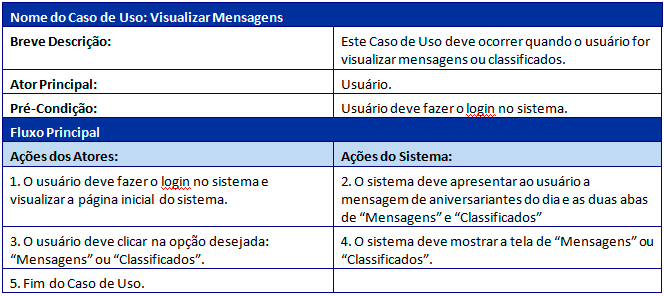 Nome do Caso de Uso: Visualizar Mensagens
Breve Descrição:
Este Caso de Uso deve ocorrer quando o usuário for
visualizar mensagens ou classificados.
Ator Principal:
Usuário.
Pré-Condição:
Usuário deve fazer o login no sistema.
Fluxo Principal
Ações dos Atores:
Ações do Sistema:
1. O usuário deve fazer o login no sistema e
visualizar a página inicial do sistema.
2. O sistema deve apresentar ao usuário a
mensagem de aniversariantes do dia e as duas abas
de “Mensagens” e “Classificados”
3. O usuário deve clicar na opção desejada:
“Mensagens” ou “Classificados”.
4. O sistema deve mostrar a tela de “Mensagens” ou
“Classificados”.
5. Fim do Caso de Uso.